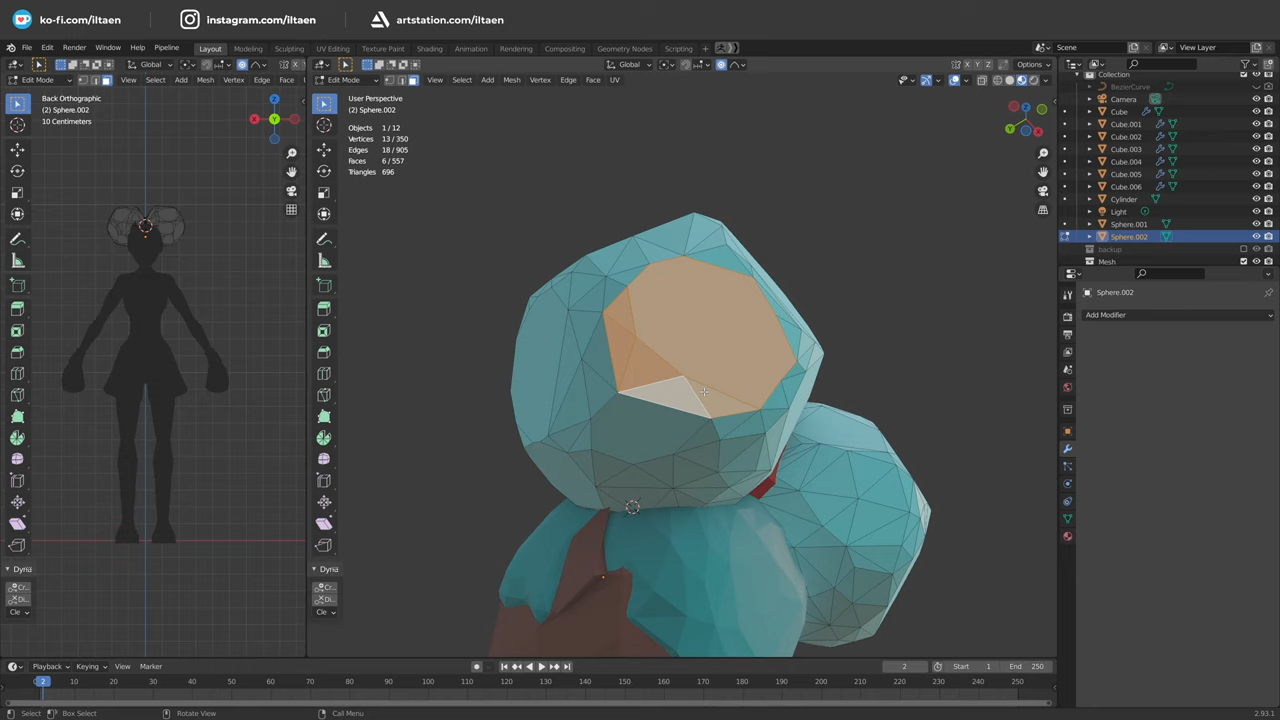 ko-fi.com/iltaen
instagram.com/iltaen
artstation.com/iltaen
File Edit Render Window Help Pipeline
Layout Modeling Sculpting UV Editing Texture Paint Shading Animation Rendering Compositing Geometry Nodes Scripting +
Scene
View Layer
Global
Global
Options
Edit Mode View Select Add Mesh Vertex Edge Face
Edit Mode View Select Add Mesh Vertex Edge Face UV
Back Orthographic
(2) Sphere.002
10 Centimeters
User Perspective
(2) Sphere.002
Objects 1 / 12
Vertices 13 / 350
Edges 18 / 905
Faces 6 / 557
Triangles 696
X
Y
Z
Collection
BezierCurve
Camera
Cube
Cube.001
Cube.002
Cube.003
Cube.004
Cube.005
Cube.006
Cylinder
Light
Sphere.001
Sphere.002
backup
Mesh
Sphere.002
Add Modifier
Dyna
Cr...
Di...
Cle
Dyna
Cr...
Di...
Cle
Playback Keying View Marker
2 Start 1 End 250
2 10 20 30 40 50 60 70 80 90 100 110 120 130 140 150 160 170 180 190 200 210 220 230 240 250
Select Box Select Rotate View Call Menu
2.93.1